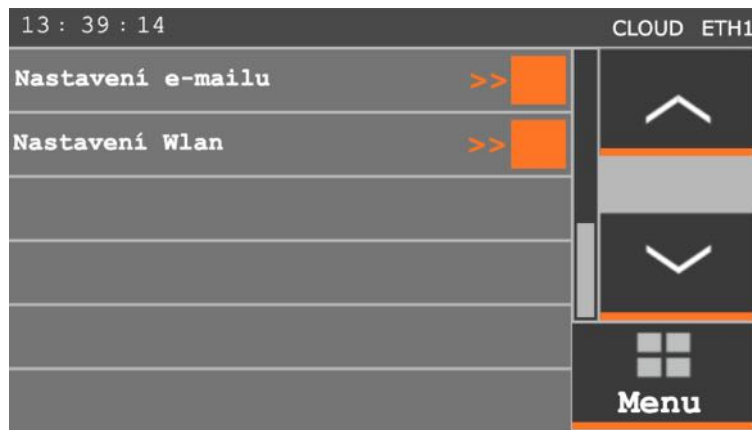 13:39:14 CLOUD ETH1
Nastavení e-mailu >>
Nastavení Wlan >>
Menu